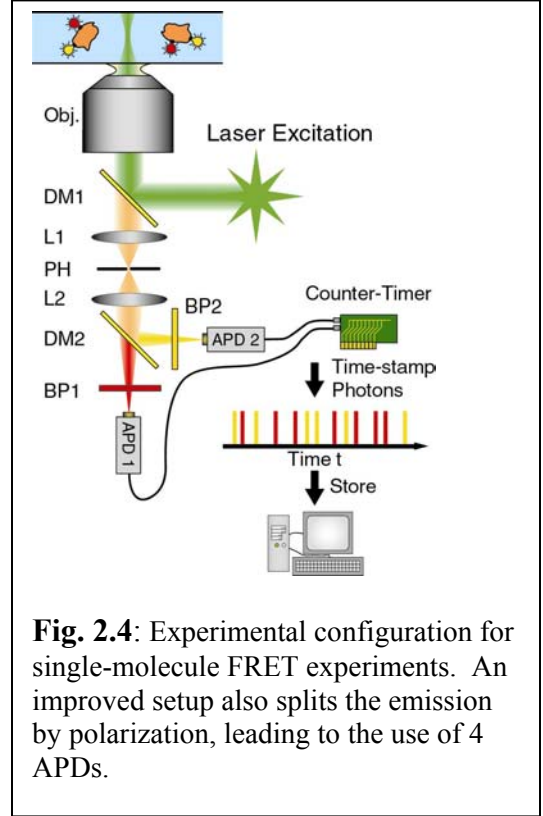 Obj.
Laser Excitation
DM1
L1
PH
L2
BP2
Counter-Timer
DM2
APD 2
BP1
Time-stamp
Photons
APD 1
Time t
Store
Fig. 2.4: Experimental configuration for
single-molecule FRET experiments. An
improved setup also splits the emission
by polarization, leading to the use of 4
APDs.